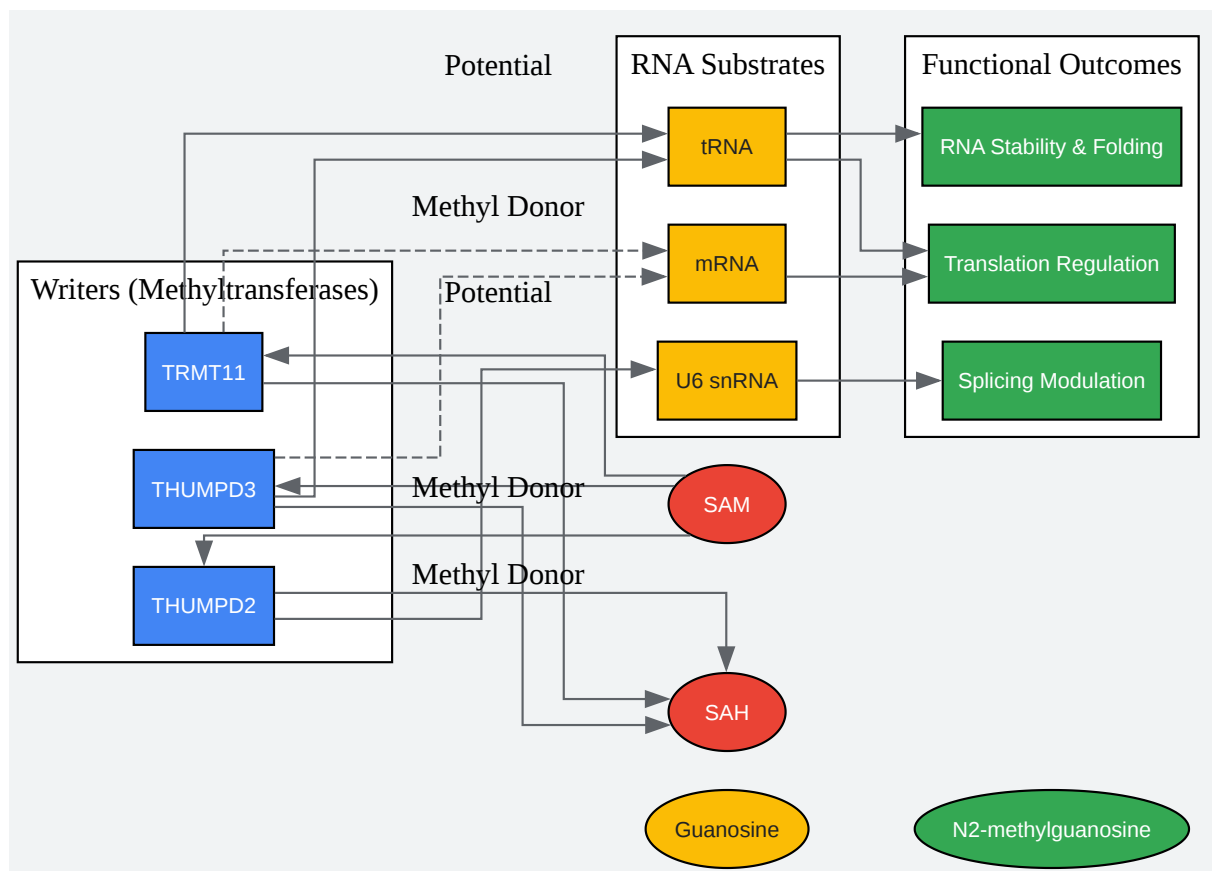 Potential
RNA Substrates
Functional Outcomes
tRNA
RNA Stability & Folding
Methyl Donor
mRNA
Translation Regulation
Writers (Methyltransferases)
Potential
TRMT11
U6 snRNA
Splicing Modulation
THUMPD3
Methyl Donor
SAM
Methyl Donor
THUMPD2
SAH
Guanosine
N2-methylguanosine